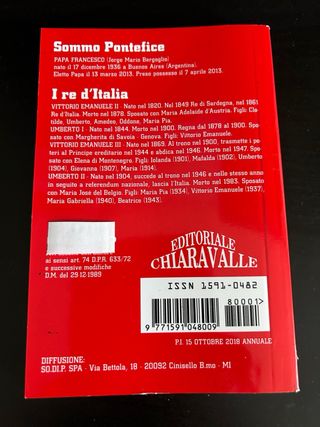 Sommo Pontefice
PAPA FRANCESCO (Jorge Mario Bergoglio)
nato il 17 dicembre 1936 a Buenos Aires (Argentina).
Eletto Papa il 13 marzo 2013. Preso possesso il 7 aprile 2013.
I re d'Italia
VITTORIO EMANUELE II - Nato nel 1820. Nel 1849 Re di Sardegna, nel 1861
Re d'Italia. Morto nel 1878. Sposato con Maria Adelaide d'Austria. Figli: Clo-
tilde, Umberto, Amedeo, Oddone, Maria Pia.
UMBERTO I - Nato nel 1844. Morto nel 1900. Regna dal 1878 al 1900. Spo-
sato con Margherita di Savoia - Genova. Figli: Vittorio Emanuele.
VITTORIO EMANUELE III - Nato nel 1869. Al trono nel 1900, trasmette i po-
teri al Principe ereditario nel 1944 e abdica nel 1946. Morto nel 1947. Spo-
sato con Elena di Montenegro. Figli: Iolanda (1901), Mafalda (1902), Umberto
(1904), Giovanna (1907), Maria (1914).
UMBERTO II - Nato nel 1904, succede al trono nel 1946 e nello stesso anno
in seguito a referendum nazionale, lascia l'Italia. Morto nel 1983. Sposato
con Maria José del Belgio. Figli: Maria Pia (1934), Vittorio Emanuele (1937),
Maria Gabriella (1940), Beatrice (1943).
ai sensi art. 74 D.P.R. 633/72
e successive modifiche
D.M. del 29 12 1989
EDITORIALE
CHIARAVALLE
ISSN 1591-0482
80001>
9 771591 048009
P.I. 15 OTTOBRE 2018 ANNUALE
DIFFUSIONE:
SO.DI.P. SPA - Via Bettola, 18 - 20092 Cinisello B.mo - MI